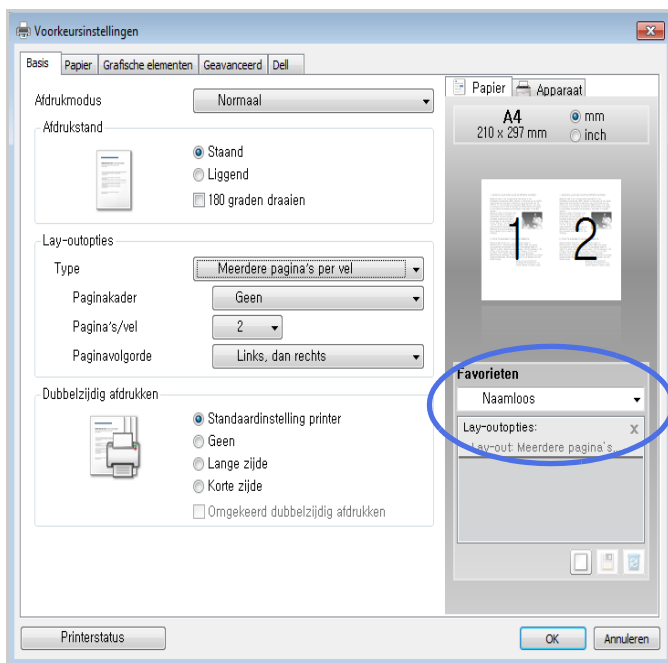 Voorkeursinstellingen
Basis Papier Grafische elementen Geavanceerd Dell
Afdrukmodus Normaal
Afdrukstand
Staand
Liggend
180 graden draaien
Lay-outopties
Type Meerdere pagina's per vel
Paginakader Geen
Pagina's/vel 2
Paginavolgorde Links, dan rechts
Dubbelzijdig afdrukken
Standaardinstelling printer
Geen
Lange zijde
Korte zijde
Omgekeerd dubbelzijdig afdrukken
Papier Apparaat
A4 mm
210 x 297 mm inch
1 2
Favorieten
Naamloos
Lay-outopties: x
Lay-out: Meerdere pagina's...
Printerstatus OK Annuleren